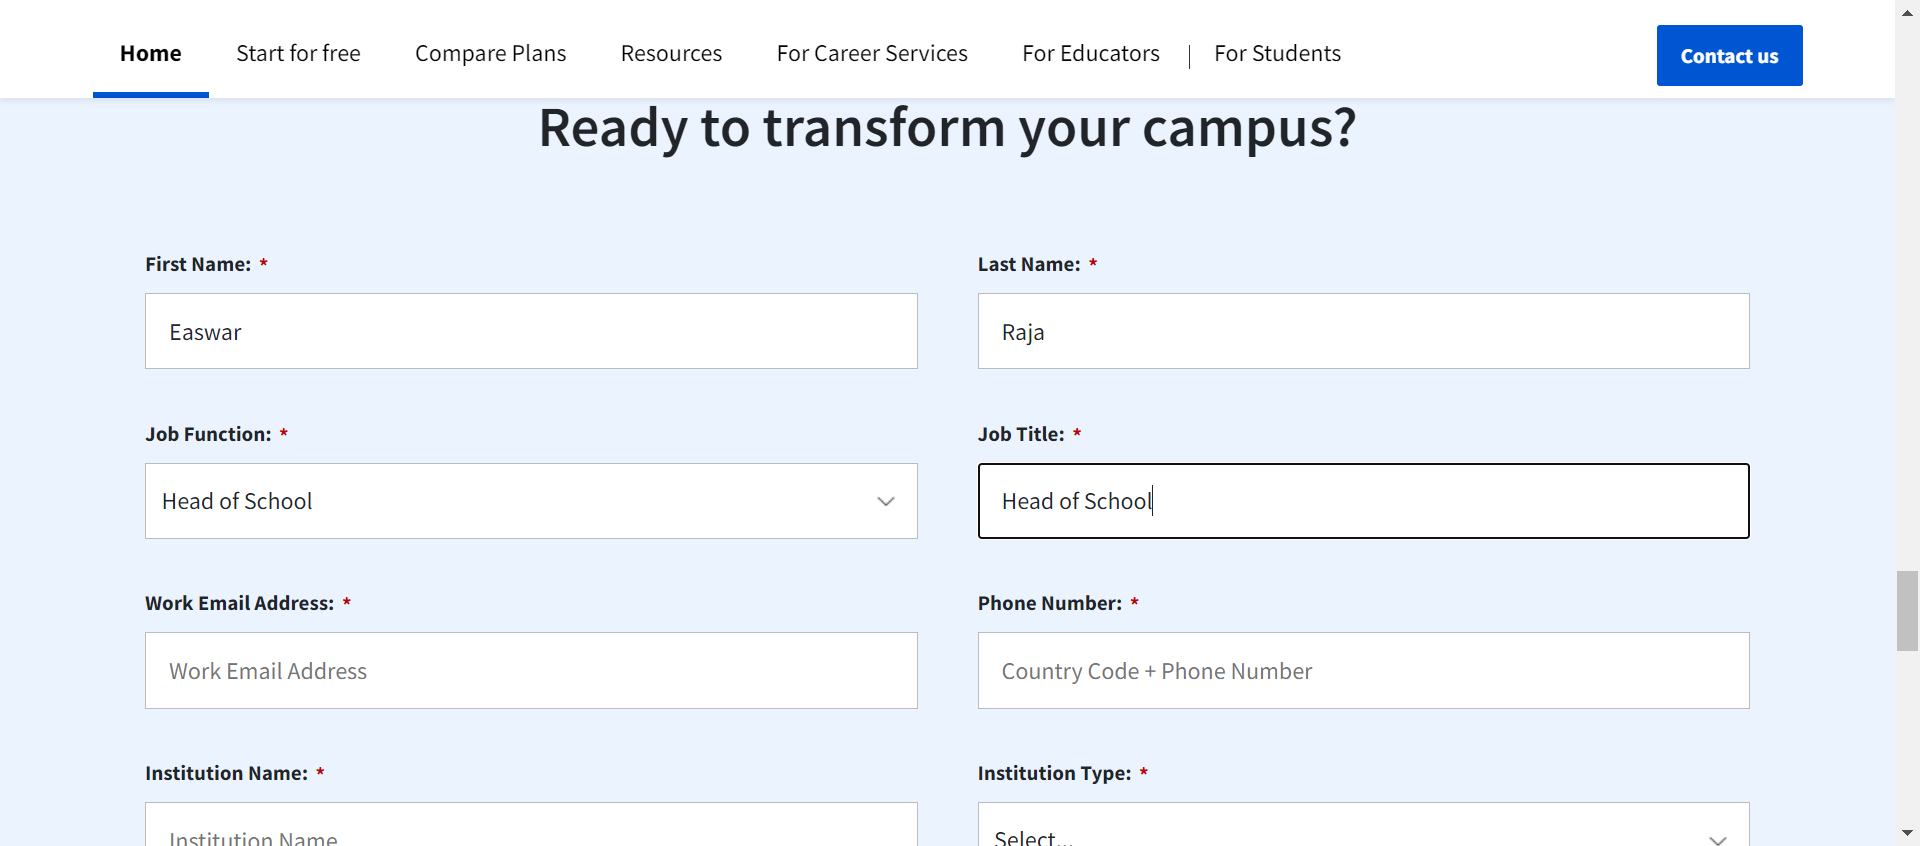 Home Start for free Compare Plans Resources For Career Services For Educators | For Students Contact us
Ready to transform your campus?
First Name: * Last Name: *
Easwar Raja
Job Function: * Job Title: *
Head of School Head of School
Work Email Address: * Phone Number: *
Work Email Address Country Code + Phone Number
Institution Name: * Institution Type: *
Institution Name Select...